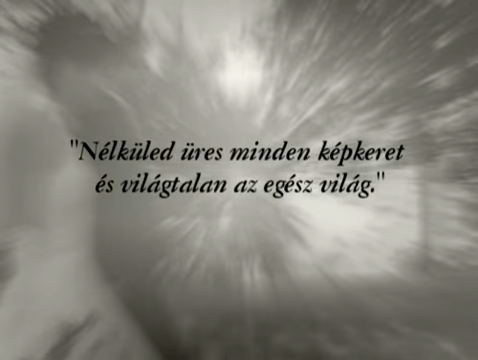 "Nélküled üres minden képkeret
és világtalan az egész világ."